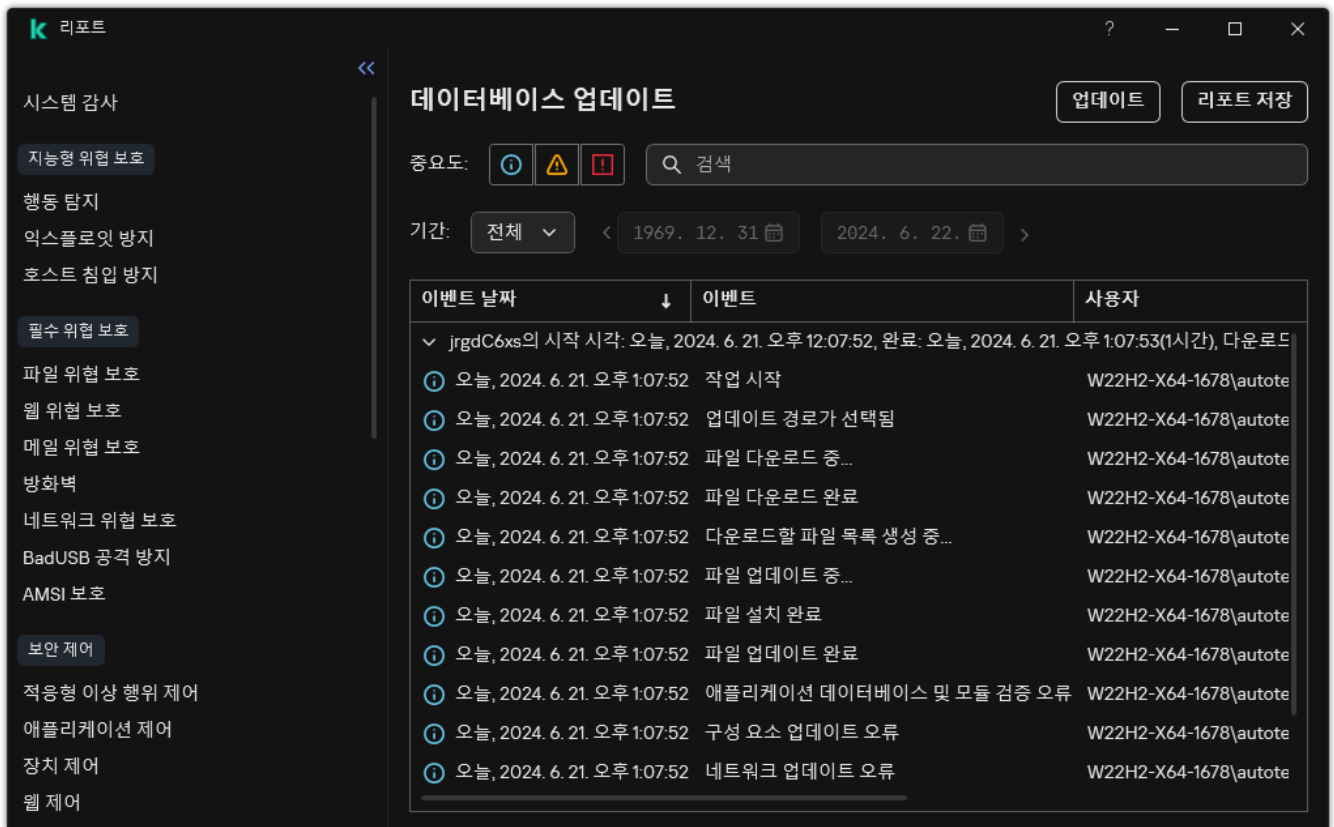 리포트
시스템 감사
지능형 위협 보호
행동 탐지
익스플로잇 방지
호스트 침입 방지
필수 위협 보호
파일 위협 보호
웹 위협 보호
메일 위협 보호
방화벽
네트워크 위협 보호
BadUSB 공격 방지
AMSI 보호
보안 제어
적응형 이상 행위 제어
애플리케이션 제어
장치 제어
웹 제어
데이터베이스 업데이트
업데이트
리포트 저장
중요도:
검색
기간: 전체 1969. 12. 31 2024. 6. 22.
이벤트 날짜 ↓ 이벤트 사용자
jrgdC6xs의 시작 시각: 오늘, 2024. 6. 21. 오후 12:07:52, 완료: 오늘, 2024. 6. 21. 오후 1:07:53(1시간), 다운로드
오늘, 2024. 6. 21. 오후 1:07:52 작업 시작 W22H2-X64-1678\autote
오늘, 2024. 6. 21. 오후 1:07:52 업데이트 경로가 선택됨 W22H2-X64-1678\autote
오늘, 2024. 6. 21. 오후 1:07:52 파일 다운로드 중... W22H2-X64-1678\autote
오늘, 2024. 6. 21. 오후 1:07:52 파일 다운로드 완료 W22H2-X64-1678\autote
오늘, 2024. 6. 21. 오후 1:07:52 다운로드할 파일 목록 생성 중... W22H2-X64-1678\autote
오늘, 2024. 6. 21. 오후 1:07:52 파일 업데이트 중... W22H2-X64-1678\autote
오늘, 2024. 6. 21. 오후 1:07:52 파일 설치 완료 W22H2-X64-1678\autote
오늘, 2024. 6. 21. 오후 1:07:52 파일 업데이트 완료 W22H2-X64-1678\autote
오늘, 2024. 6. 21. 오후 1:07:52 애플리케이션 데이터베이스 및 모듈 검증 오류 W22H2-X64-1678\autote
오늘, 2024. 6. 21. 오후 1:07:52 구성 요소 업데이트 오류 W22H2-X64-1678\autote
오늘, 2024. 6. 21. 오후 1:07:52 네트워크 업데이트 오류 W22H2-X64-1678\autote